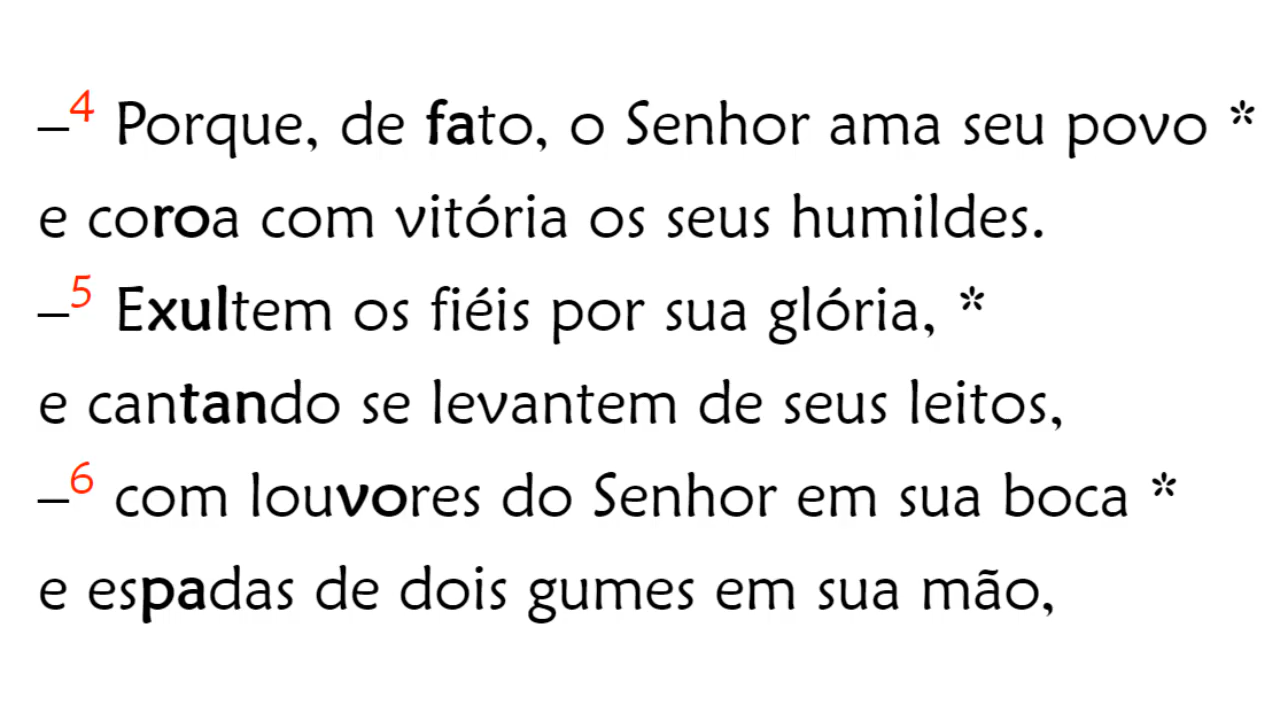 –4 Porque, de fato, o Senhor ama seu povo *
e coroa com vitória os seus humildes.
–5 Exultem os fiéis por sua glória, *
e cantando se levantem de seus leitos,
–6 com louvores do Senhor em sua boca *
e espadas de dois gumes em sua mão,